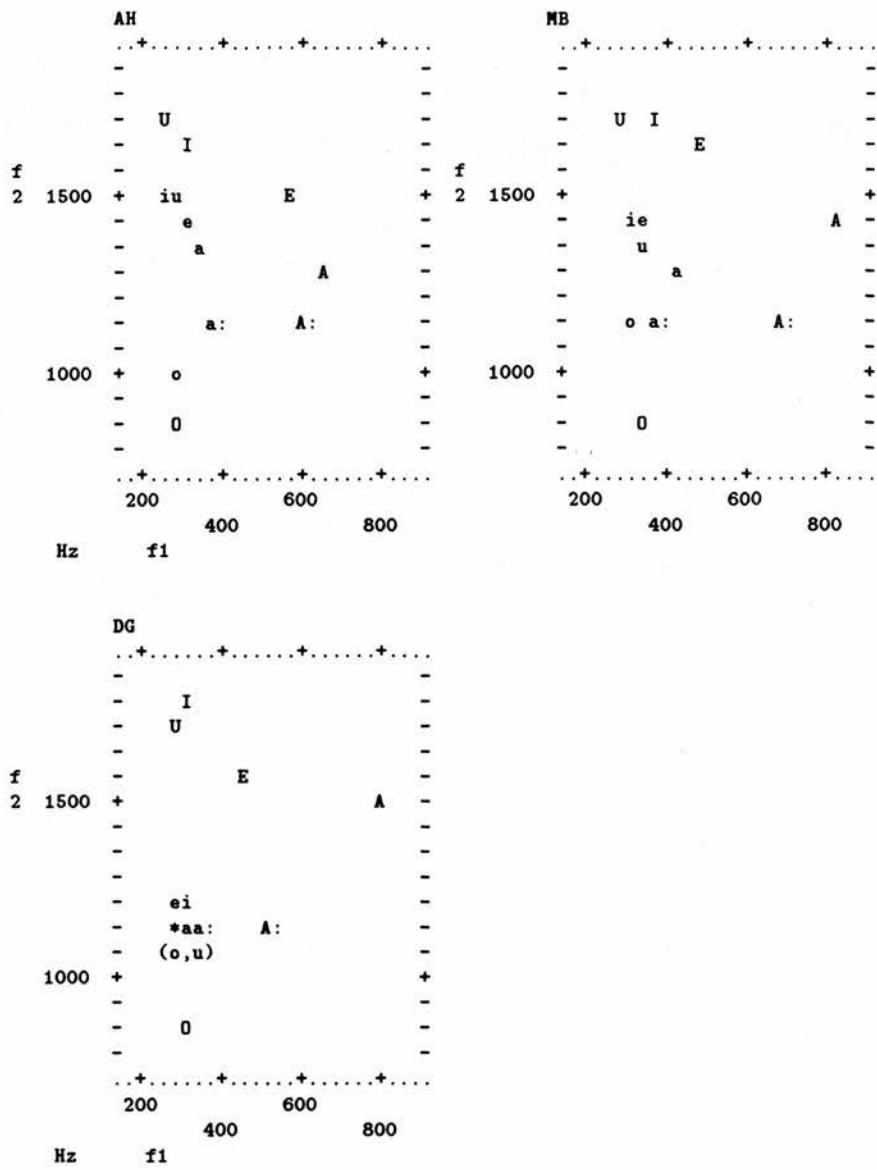 AH
..+.......+.......+.......+.....
- -
- -
- U -
- I -
f - -
2 1500 + iu E +
- e -
- a -
- A -
- -
- a: A: -
- -
1000 + o +
- -
- O -
- -
..+.......+.......+.......+.....
200 600
400 800
Hz f1
MB
..+.......+.......+.......+.....
- -
- -
- U I -
- E -
f - -
2 1500 + +
- ie A -
- u -
- a -
- -
- o a: A: -
- -
1000 + +
- -
- O -
- -
..+.......+.......+.......+.....
200 600
400 800
DG
..+.......+.......+.......+.....
- -
- I -
- U -
- -
f - E -
2 1500 + A +
- -
- -
- -
- ei -
- *aa: A: -
- (o,u) -
1000 + +
- -
- O -
- -
..+.......+.......+.......+.....
200 600
400 800
Hz f1